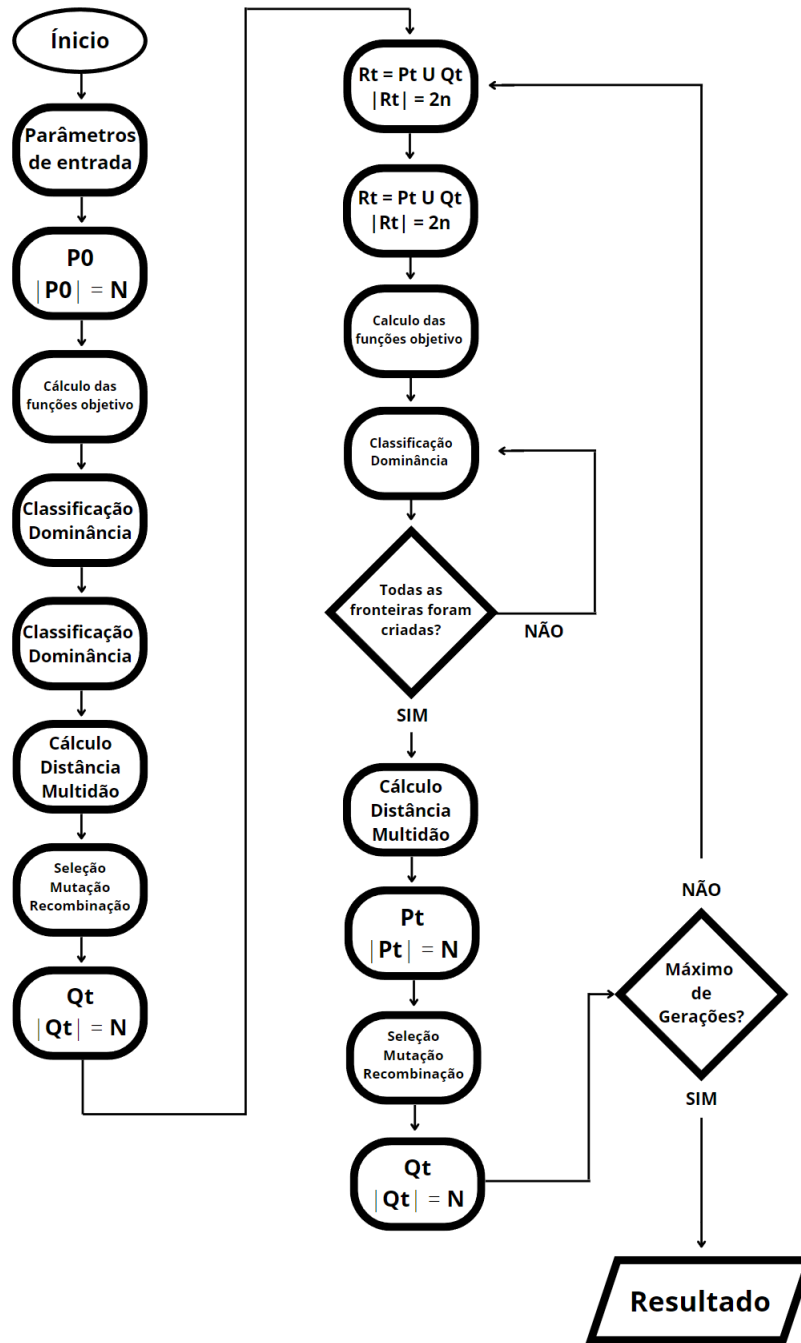 Ínicio
Parâmetros
de entrada
P0
|P0| = N
Cálculo das
funções objetivo
Classificação
Dominância
Classificação
Dominância
Cálculo
Distância
Multidão
Seleção
Mutação
Recombinação
Qt
|Qt| = N
Rt = Pt U Qt
|Rt| = 2n
Rt = Pt U Qt
|Rt| = 2n
Calculo das
funções objetivo
Classificação
Dominância
Todas as
fronteiras foram
criadas?
NÃO
SIM
Cálculo
Distância
Multidão
Pt
|Pt| = N
Seleção
Mutação
Recombinação
Qt
|Qt| = N
NÃO
Máximo
de
Gerações?
SIM
Resultado